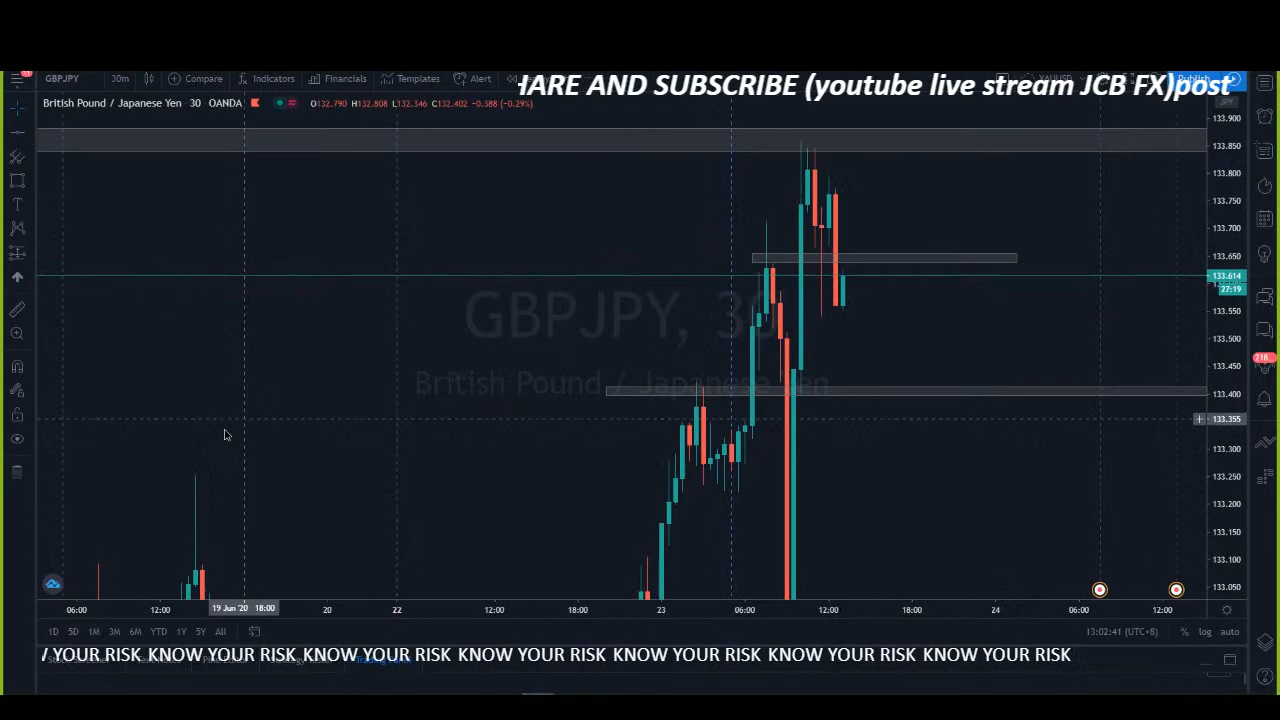 GBPJPY 30m Compare Indicators Financials Templates Alert XAUUSD Publish
HARE AND SUBSCRIBE (youtube live stream JCB FX)post
British Pound / Japanese Yen · 30 OANDA O132.790 H132.808 L132.346 C132.402 -0.388 (-0.29%)
JPY
133.900
133.850
133.800
133.750
133.700
133.650
133.614
27:19
133.550
133.500
133.450
133.400
133.355
133.300
133.250
133.200
133.150
133.100
133.050
GBPJPY, 30
British Pound / Japanese Yen
218
06:00 12:00 19 Jun '20 18:00 20 22 12:00 18:00 23 06:00 12:00 18:00 24 06:00 12:00
1D 5D 1M 3M 6M YTD 1Y 5Y All 13:02:41 (UTC+8) % log auto
YOUR RISK KNOW YOUR RISK KNOW YOUR RISK KNOW YOUR RISK KNOW YOUR RISK KNOW YOUR RISK KNOW YOUR RISK